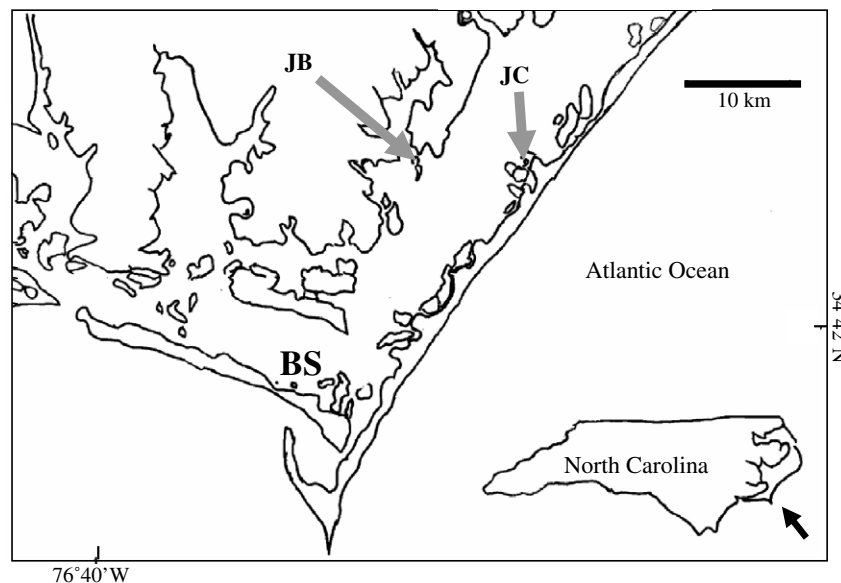 JB
JC
10 km
Atlantic Ocean
34°42'N
BS
North Carolina
76°40'W